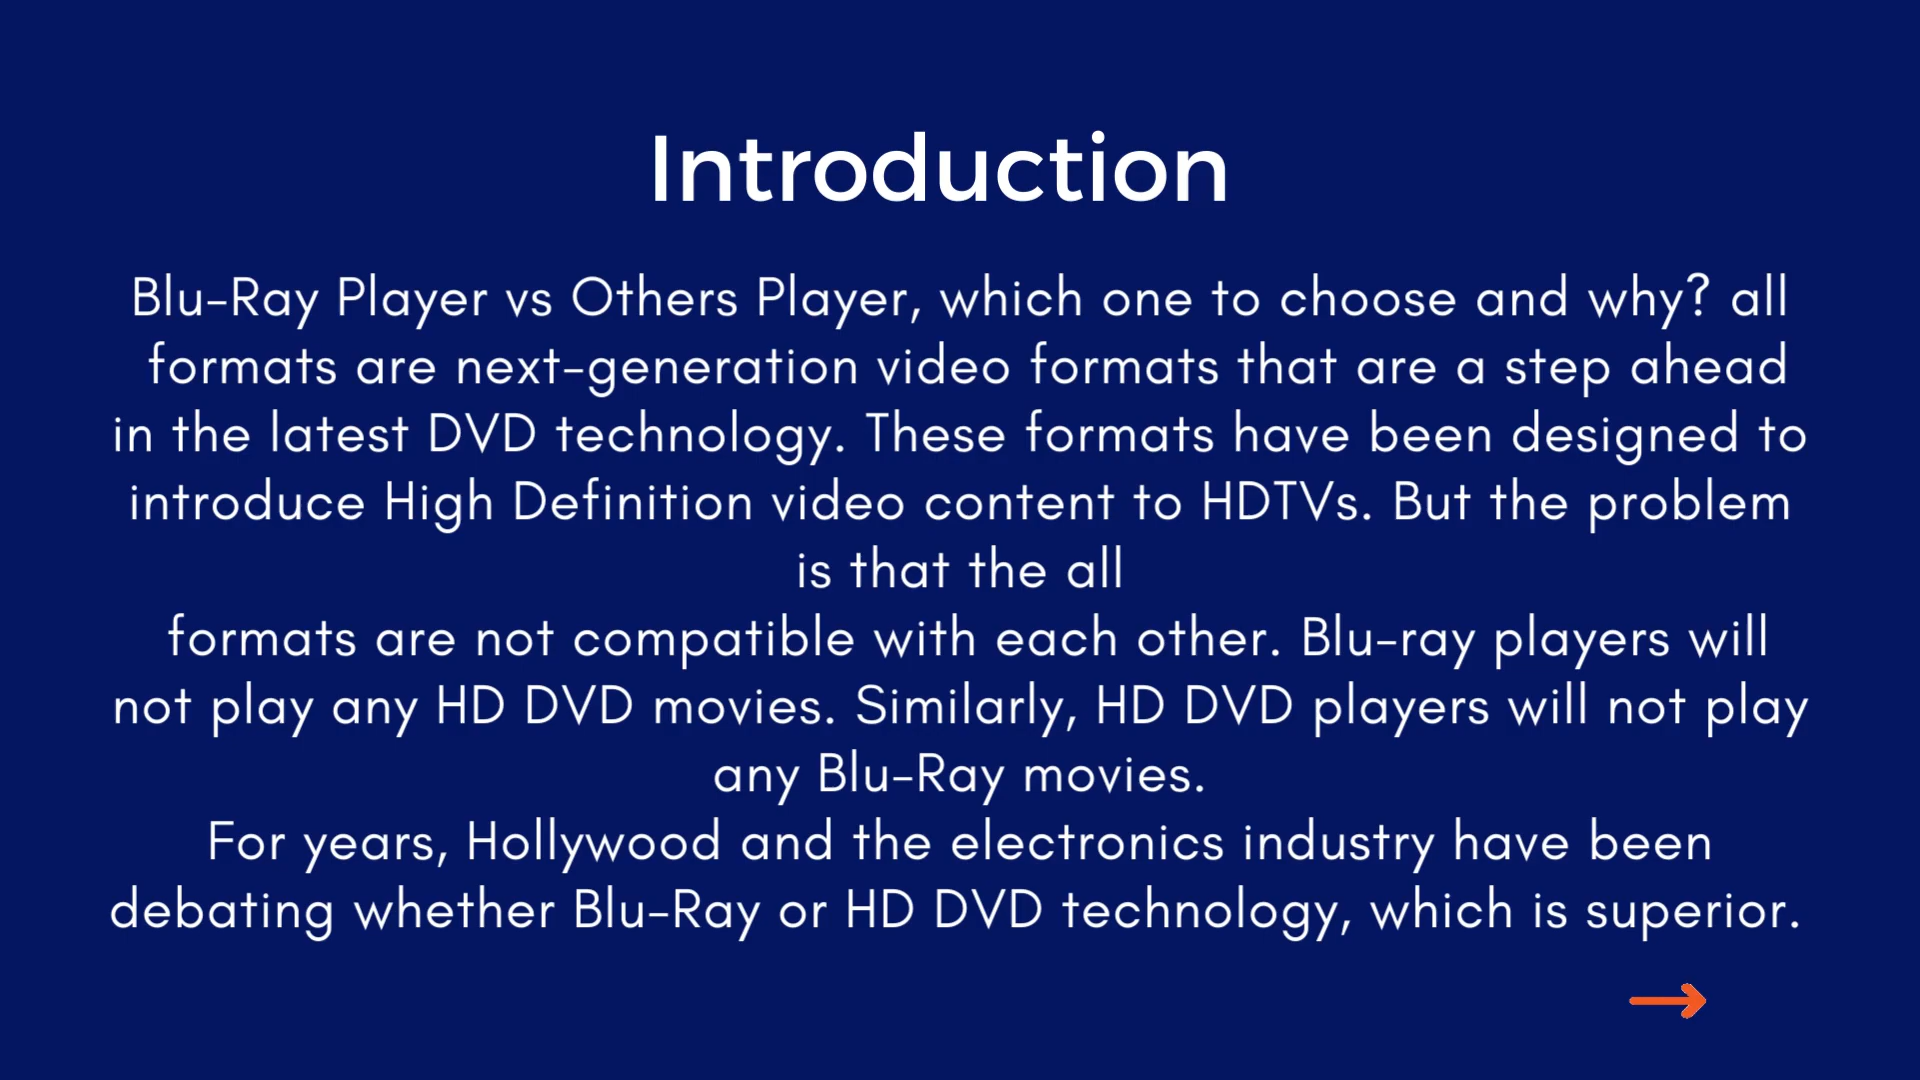 Introduction
Blu-Ray Player vs Others Player, which one to choose and why? all
formats are next-generation video formats that are a step ahead
in the latest DVD technology. These formats have been designed to
introduce High Definition video content to HDTVs. But the problem
is that the all
formats are not compatible with each other. Blu-ray players will
not play any HD DVD movies. Similarly, HD DVD players will not play
any Blu-Ray movies.
For years, Hollywood and the electronics industry have been
debating whether Blu-Ray or HD DVD technology, which is superior.